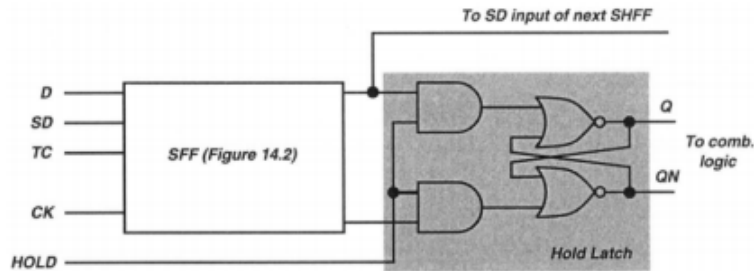 To SD input of next SHFF
D
SD
TC
CK
HOLD
SFF (Figure 14.2)
Q
To comb.
logic
QN
Hold Latch